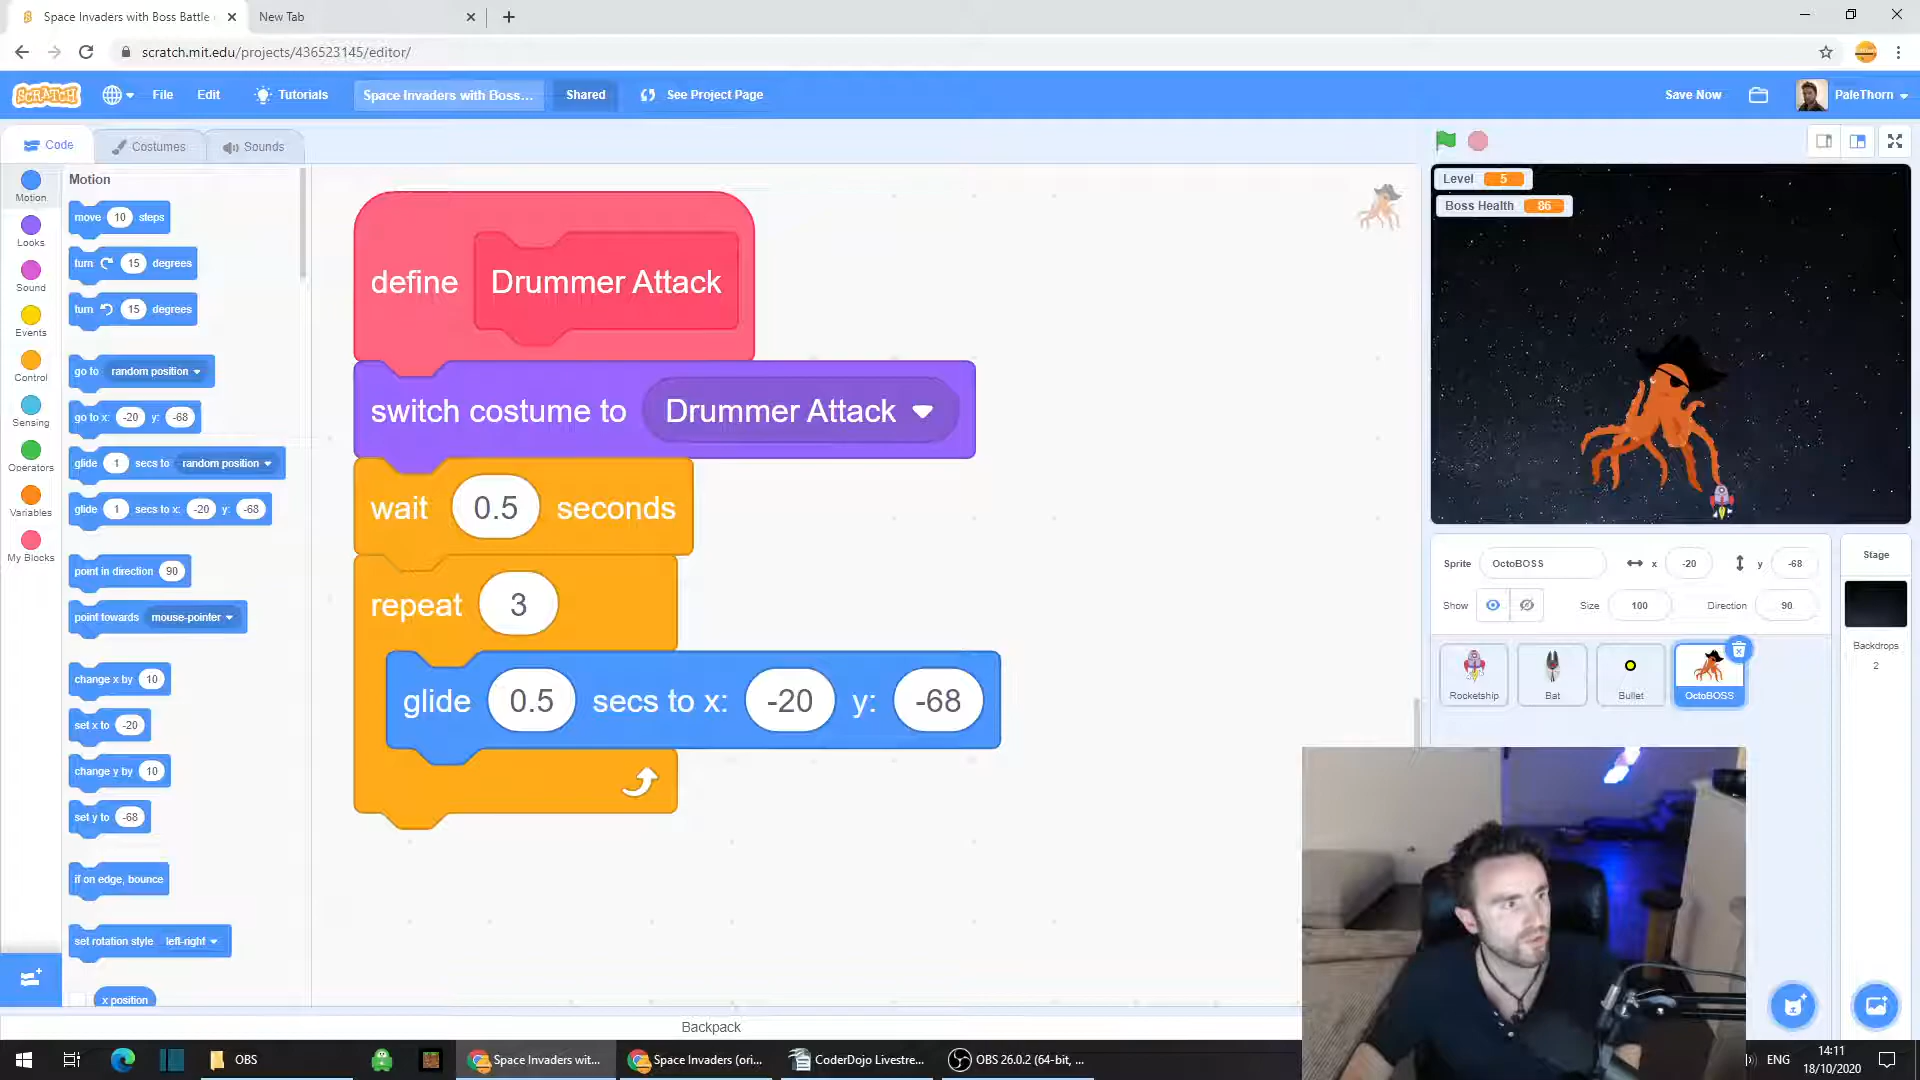 Space Invaders with Boss Battle
New Tab
scratch.mit.edu/projects/436523145/editor/
SCRATCH
File
Edit
Tutorials
Space Invaders with Boss...
Shared
See Project Page
Save Now
PaleThorn
Code
Costumes
Sounds
Motion
Looks
Sound
Events
Control
Sensing
Operators
Variables
My Blocks
Motion
move 10 steps
turn 15 degrees
turn 15 degrees
go to random position
go to x: -20 y: -68
glide 1 secs to random position
glide 1 secs to x: -20 y: -68
point in direction 90
point towards mouse-pointer
change x by 10
set x to -20
change y by 10
set y to -68
if on edge, bounce
set rotation style left-right
x position
define Drummer Attack
switch costume to Drummer Attack
wait 0.5 seconds
repeat 3
glide 0.5 secs to x: -20 y: -68
Level 5
Boss Health 86
Sprite OctoBOSS x -20 y -68
Show Size 100 Direction 90
Rocketship
Bat
Bullet
OctoBOSS
Stage
Backdrops
2
Backpack
OBS
Space Invaders wit...
Space Invaders (ori...
CoderDojo Livestre...
OBS 26.0.2 (64-bit, ...
ENG
14:11
18/10/2020